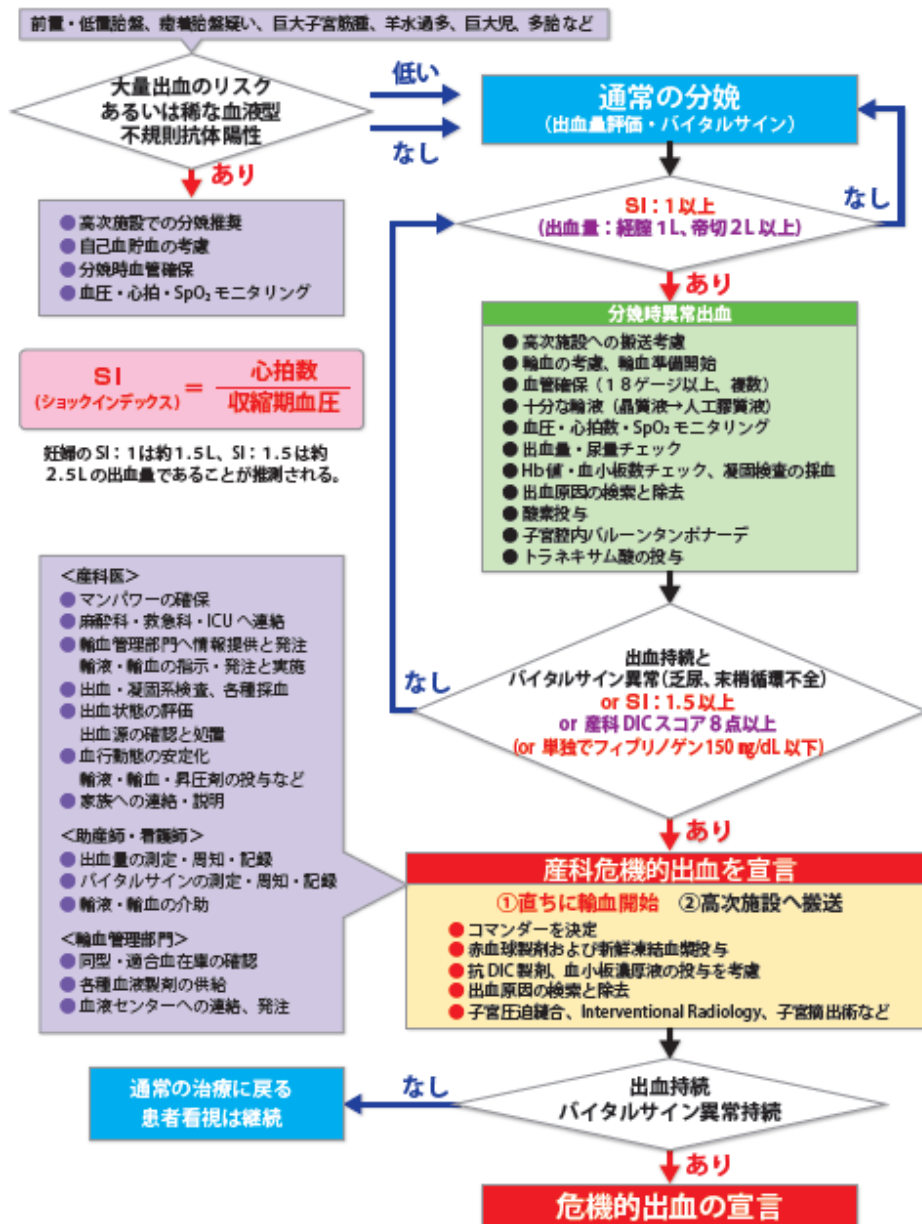 前置・低置胎盤、癒着胎盤疑い、巨大子宮筋腫、羊水過多、巨大児、多胎など
大量出血のリスク
あるいは稀な血液型
不規則抗体陽性
低い
なし
あり
通常の分娩
(出血量評価・バイタルサイン)
SI:1以上
(出血量:経腟1L、帝切2L以上)
なし
あり
●高次施設での分娩推奨
●自己血貯血の考慮
●分娩時血管確保
●血圧・心拍・SpO₂モニタリング
SI
(ショックインデックス)
=
心拍数
収縮期血圧
妊婦のSI:1は約1.5L、SI:1.5は約
2.5Lの出血量であることが推測される。
分娩時異常出血
●高次施設への搬送考慮
●輸血の考慮、輸血準備開始
●血管確保(18ゲージ以上、複数)
●十分な輸液(晶質液→人工膠質液)
●血圧・心拍数・SpO₂モニタリング
●出血量・尿量チェック
●Hb値・血小板数チェック、凝固検査の採血
●出血原因の検索と除去
●酸素投与
●子宮腔内バルーンタンポナーデ
●トラネキサム酸の投与
出血持続と
バイタルサイン異常(乏尿、末梢循環不全)
or SI:1.5以上
or 産科DICスコア8点以上
(or 単独でフィブリノゲン150㎎/dL以下)
なし
あり
<産科医>
●マンパワーの確保
●麻酔科・救急科・ICUへ連絡
●輸血管理部門へ情報提供と発注
輸液・輸血の指示・発注と実施
●出血・凝固系検査、各種採血
●出血状態の評価
出血源の確認と処置
●血行動態の安定化
輸液・輸血・昇圧剤の投与など
●家族への連絡・説明
<助産師・看護師>
●出血量の測定・周知・記録
●バイタルサインの測定・周知・記録
●輸液・輸血の介助
<輸血管理部門>
●同型・適合血在庫の確認
●各種血液製剤の供給
●血液センターへの連絡、発注
産科危機的出血を宣言
①直ちに輸血開始 ②高次施設へ搬送
●コマンダーを決定
●赤血球製剤および新鮮凍結血漿投与
●抗DIC製剤、血小板濃厚液の投与を考慮
●出血原因の検索と除去
●子宮圧迫縫合、Interventional Radiology、子宮摘出術など
出血持続
バイタルサイン異常持続
なし
通常の治療に戻る
患者看視は継続
あり
危機的出血の宣言